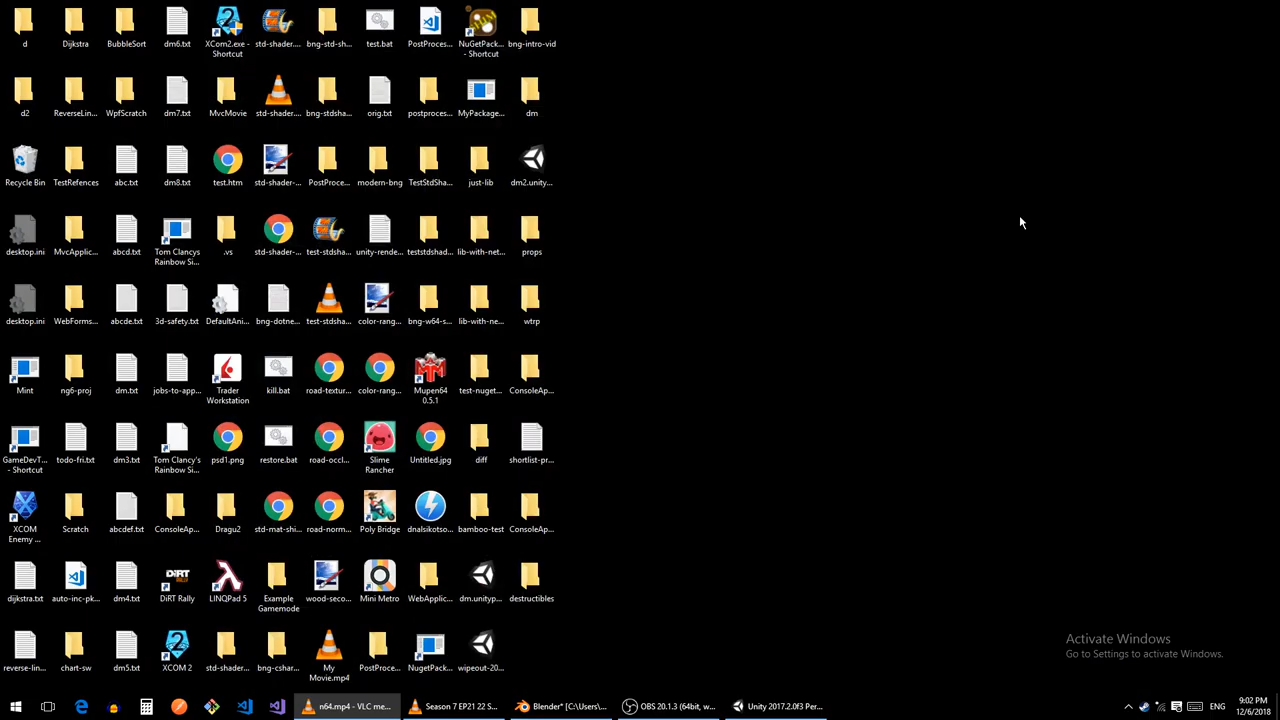 d Dijkstra BubbleSort dm6.txt XCom2.exe - std-shader.... bng-std-sh... test.bat PostProces... NuGetPack... bng-intro-vid
Shortcut - Shortcut
d2 ReverseLin... WpfScratch dm7.txt MvcMovie std-shader.... bng-stdsha... orig.txt postproces... MyPackage... dm
Recycle Bin TestRefences abc.txt dm8.txt test.htm std-shader-... PostProce... modern-bng TestStdSha... just-lib dm2.unity...
desktop.ini MvcApplic... abcd.txt Tom Clancys .vs std-shader-... test-stdsha... unity-rende... teststdshad... lib-with-net... props
Rainbow Si...
desktop.ini WebForms... abcde.txt 3d-safety.txt DefaultAni... bng-dotne... test-stdsha... color-rang... bng-w64-s... lib-with-ne... wtrp
Mint ng6-proj dm.txt jobs-to-app... Trader kill.bat road-textur... color-rang... Mupen64 test-nuget... ConsoleAp...
Workstation 0.5.1
GameDevT... todo-fri.txt dm3.txt Tom Clancy's psd1.png restore.bat road-occl... Slime Untitled.jpg diff shortlist-pr...
- Shortcut Rainbow Si... Rancher
XCOM Scratch abcdef.txt ConsoleAp... Dragu2 std-mat-shi... road-norm... Poly Bridge dnalsikotso... bamboo-test ConsoleAp...
Enemy ...
dijkstra.txt auto-inc-pk... dm4.txt DiRT Rally LINQPad 5 Example wood-seco... Mini Metro WebApplic... dm.unityp... destructibles
Gamemode
reverse-lin... chart-sw dm5.txt XCOM 2 std-shader... bng-cshar... My PostProce... NugetPack... wipeout-20...
Movie.mp4
Activate Windows
Go to Settings to activate Windows.
n64.mp4 - VLC me... Season 7 EP21 22 S... Blender* [C:\Users\... OBS 20.1.3 (64bit, w... Unity 2017.2.0f3 Per... ENG 9:02 PM
12/6/2018